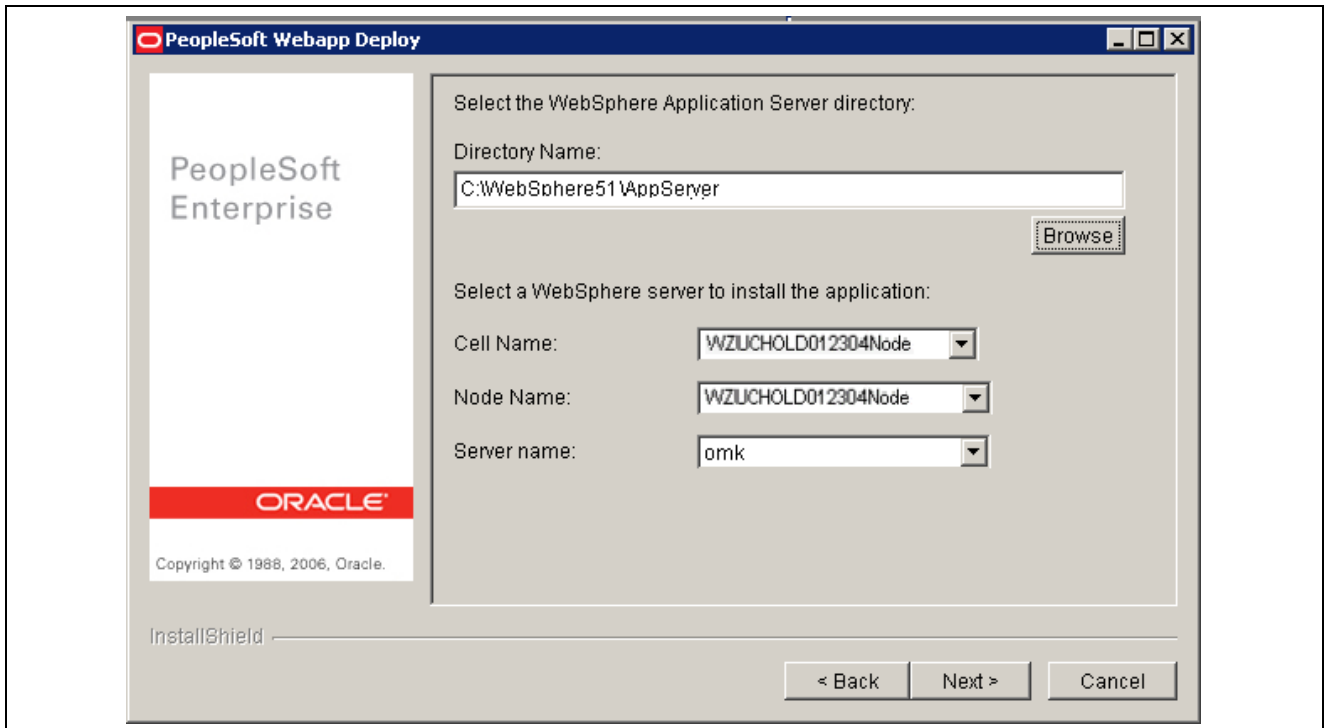 PeopleSoft Webapp Deploy
PeopleSoft
Enterprise
ORACLE
Copyright © 1988, 2006, Oracle.
Select the WebSphere Application Server directory:
Directory Name:
C:\WebSphere51\AppServer
Browse
Select a WebSphere server to install the application:
Cell Name: WZIUCHOLD012304Node
Node Name: WZIUCHOLD012304Node
Server name: omk
InstallShield
< Back Next > Cancel